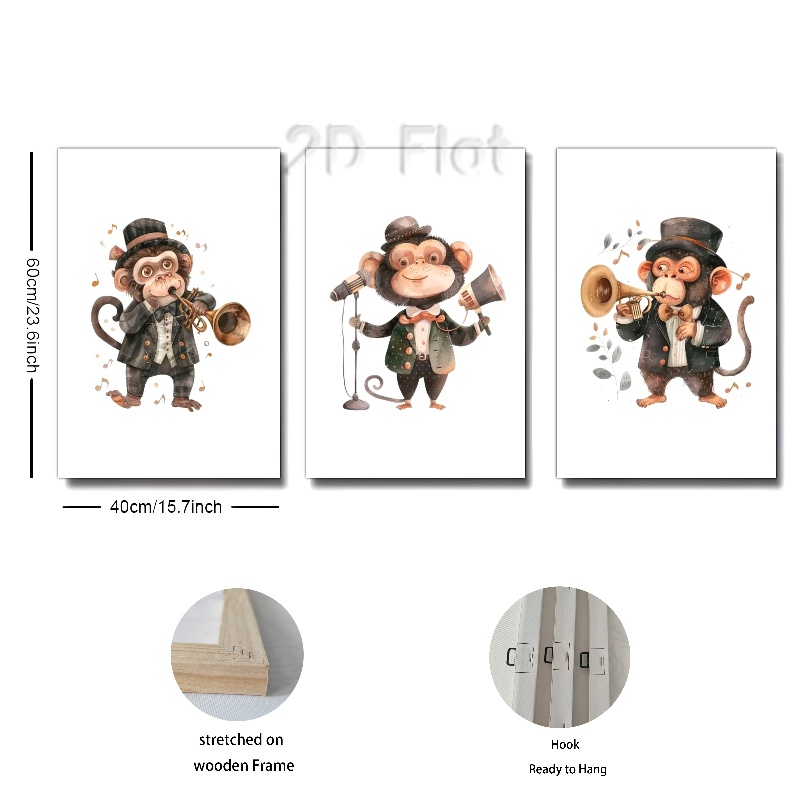 2D Flat
60cm/23.6inch
40cm/15.7inch
stretched on
wooden Frame
Hook
Ready to Hang